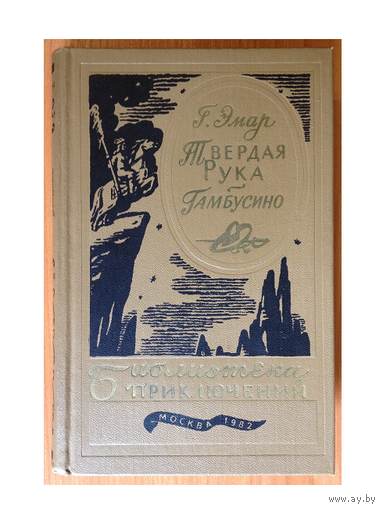 Г. Эмар
ТВЕРДАЯ
РУКА
ГАМБУСИНО
Библиотека
ПРИКЛЮЧЕНИЙ
МОСКВА 1982
www.ay.by